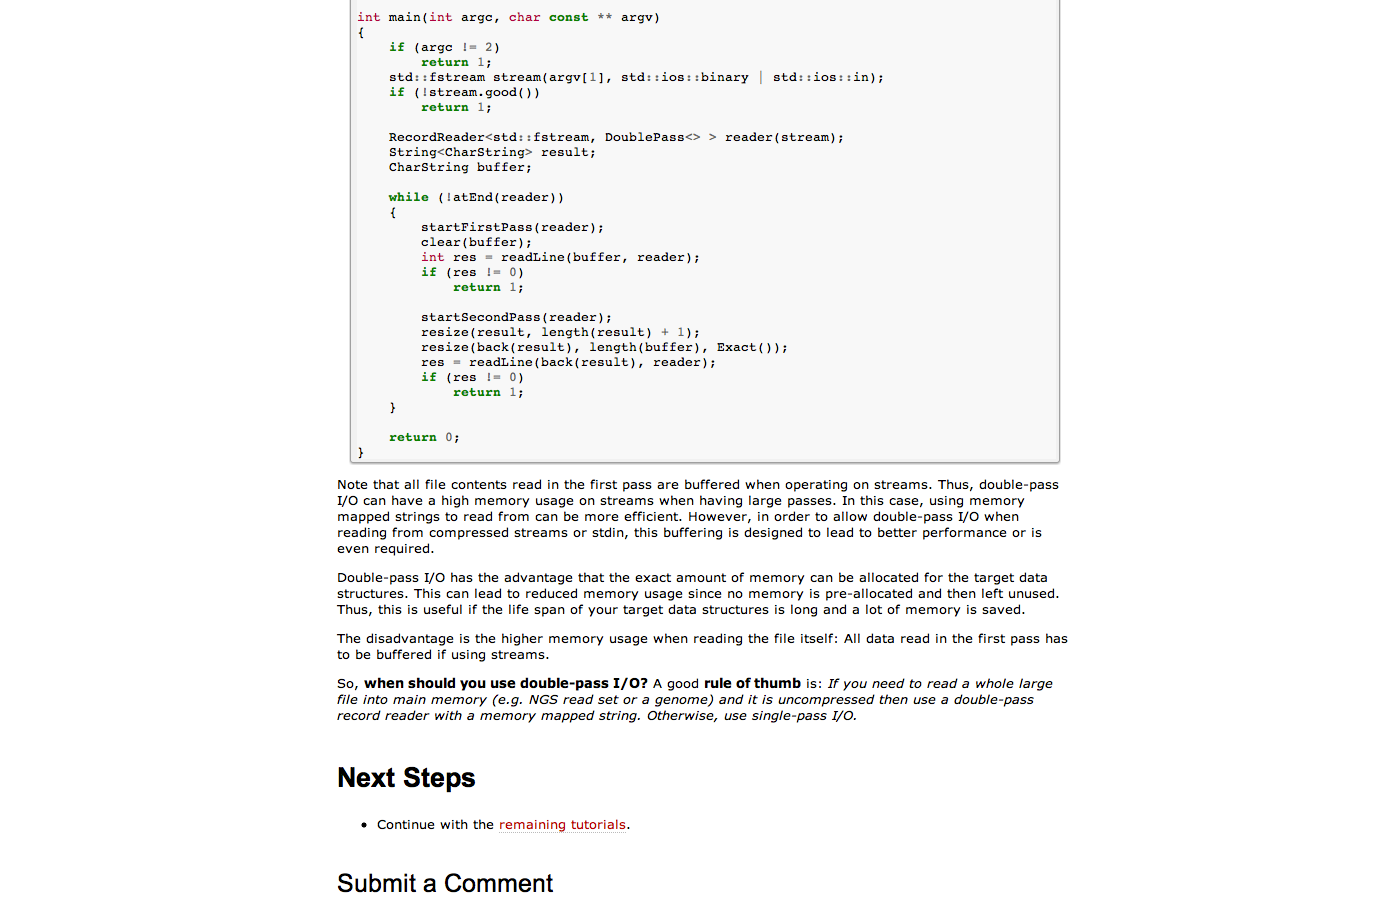 int main(int argc, char const ** argv)
{
    if (argc != 2)
        return 1;
    std::fstream stream(argv[1], std::ios::binary | std::ios::in);
    if (!stream.good())
        return 1;

    RecordReader<std::fstream, DoublePass<> > reader(stream);
    String<CharString> result;
    CharString buffer;

    while (!atEnd(reader))
    {
        startFirstPass(reader);
        clear(buffer);
        int res = readLine(buffer, reader);
        if (res != 0)
            return 1;

        startSecondPass(reader);
        resize(result, length(result) + 1);
        resize(back(result), length(buffer), Exact());
        res = readLine(back(result), reader);
        if (res != 0)
            return 1;
    }

    return 0;
}
Note that all file contents read in the first pass are buffered when operating on streams. Thus, double-pass
I/O can have a high memory usage on streams when having large passes. In this case, using memory
mapped strings to read from can be more efficient. However, in order to allow double-pass I/O when
reading from compressed streams or stdin, this buffering is designed to lead to better performance or is
even required.
Double-pass I/O has the advantage that the exact amount of memory can be allocated for the target data
structures. This can lead to reduced memory usage since no memory is pre-allocated and then left unused.
Thus, this is useful if the life span of your target data structures is long and a lot of memory is saved.
The disadvantage is the higher memory usage when reading the file itself: All data read in the first pass has
to be buffered if using streams.
So, when should you use double-pass I/O? A good rule of thumb is: If you need to read a whole large
file into main memory (e.g. NGS read set or a genome) and it is uncompressed then use a double-pass
record reader with a memory mapped string. Otherwise, use single-pass I/O.
Next Steps
• Continue with the remaining tutorials.
Submit a Comment